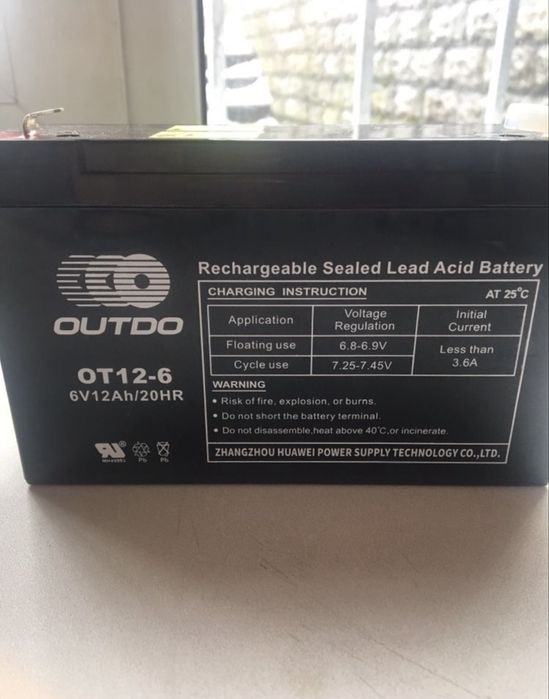 OUTDO
OT12-6
6V12Ah/20HR
Pb
Pb
Rechargeable Sealed Lead Acid Battery
CHARGING INSTRUCTION AT 25°C
Application Voltage Regulation Initial Current
Floating use 6.8-6.9V Less than 3.6A
Cycle use 7.25-7.45V
WARNING
• Risk of fire, explosion, or burns.
• Do not short the battery terminal.
• Do not disassemble,heat above 40°C,or incinerate.
ZHANGZHOU HUAWEI POWER SUPPLY TECHNOLOGY CO.,LTD.